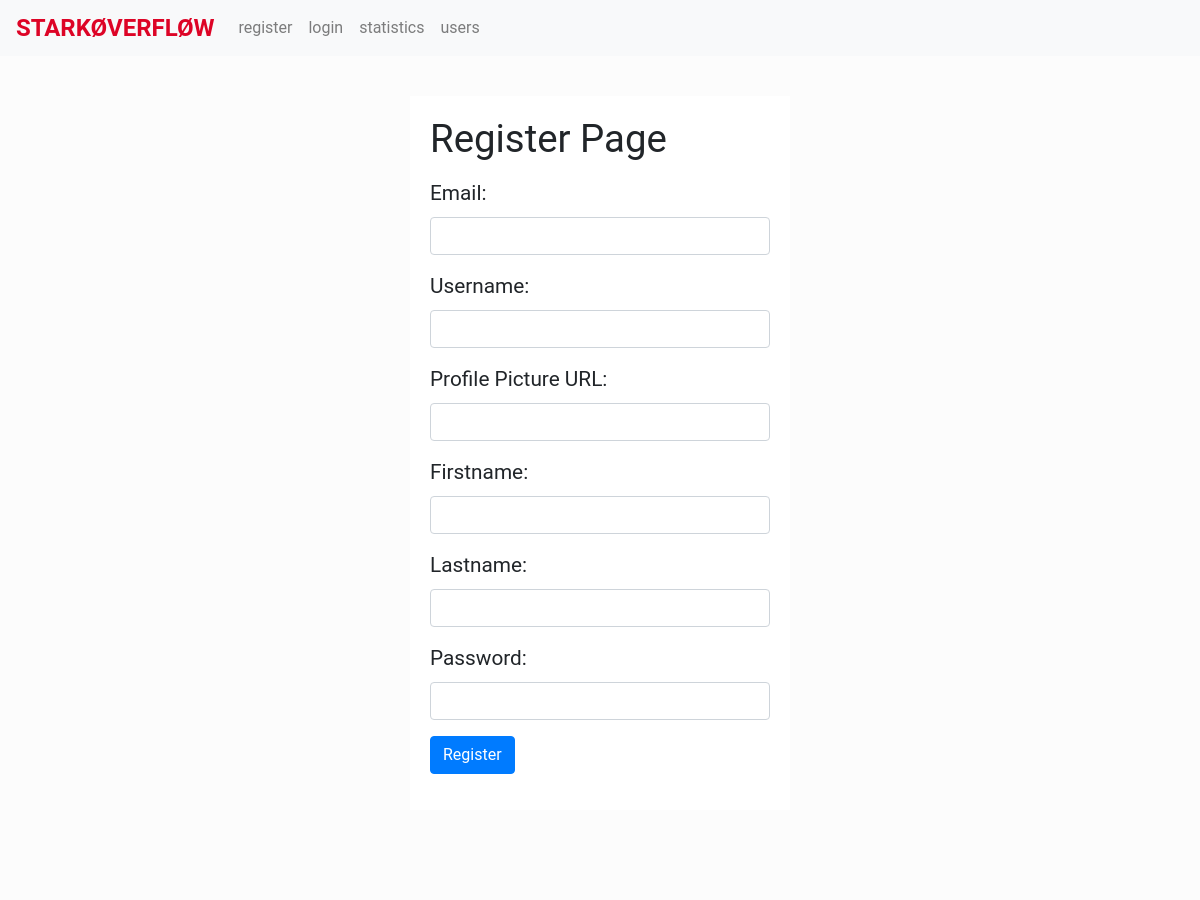 STARKØVERFLØW register login statistics users
Register Page
Email:
Username:
Profile Picture URL:
Firstname:
Lastname:
Password:
Register